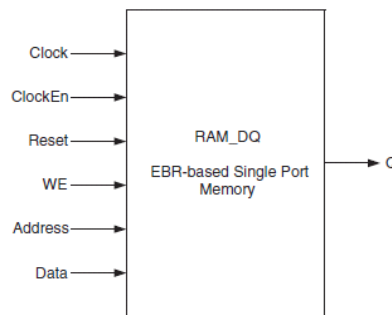 Clock
ClockEn
Reset
WE
Address
Data
RAM_DQ
EBR-based Single Port
Memory